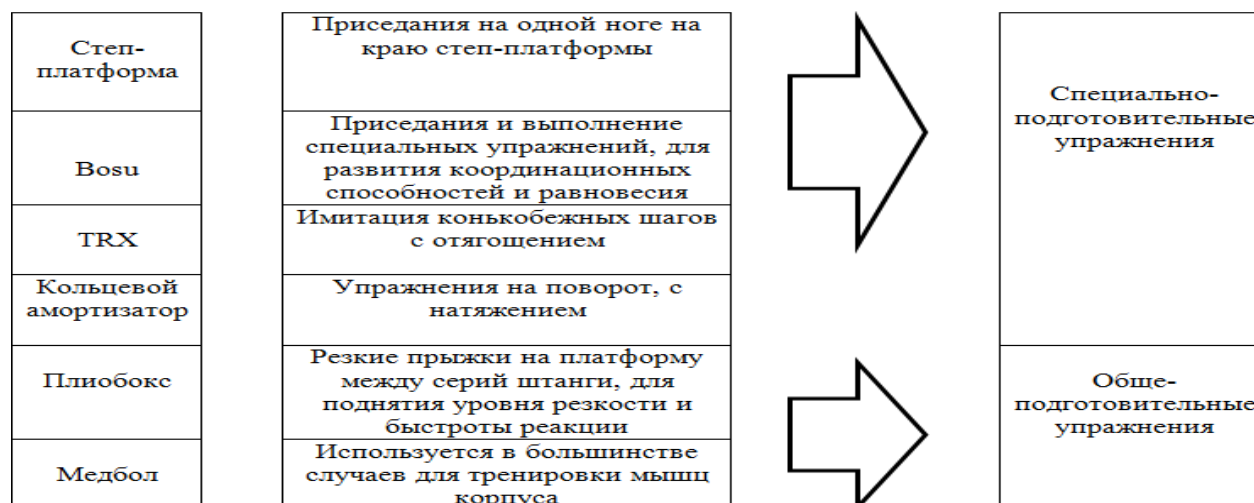 Степ-
платформа
Приседания на одной ноге на
краю степ-платформы
Специально-
подготовительные
упражнения
Bosu
Приседания и выполнение
специальных упражнений, для
развития координационных
способностей и равновесия
TRX
Имитация конькобежных шагов
с отягощением
Кольцевой
амортизатор
Упражнения на поворот, с
натяжением
Плиобокс
Резкие прыжки на платформу
между серий штанги, для
поднятия уровня резкости и
быстроты реакции
Обще-
подготовительные
упражнения
Медбол
Используется в большинстве
случаев для тренировки мышц
корпуса